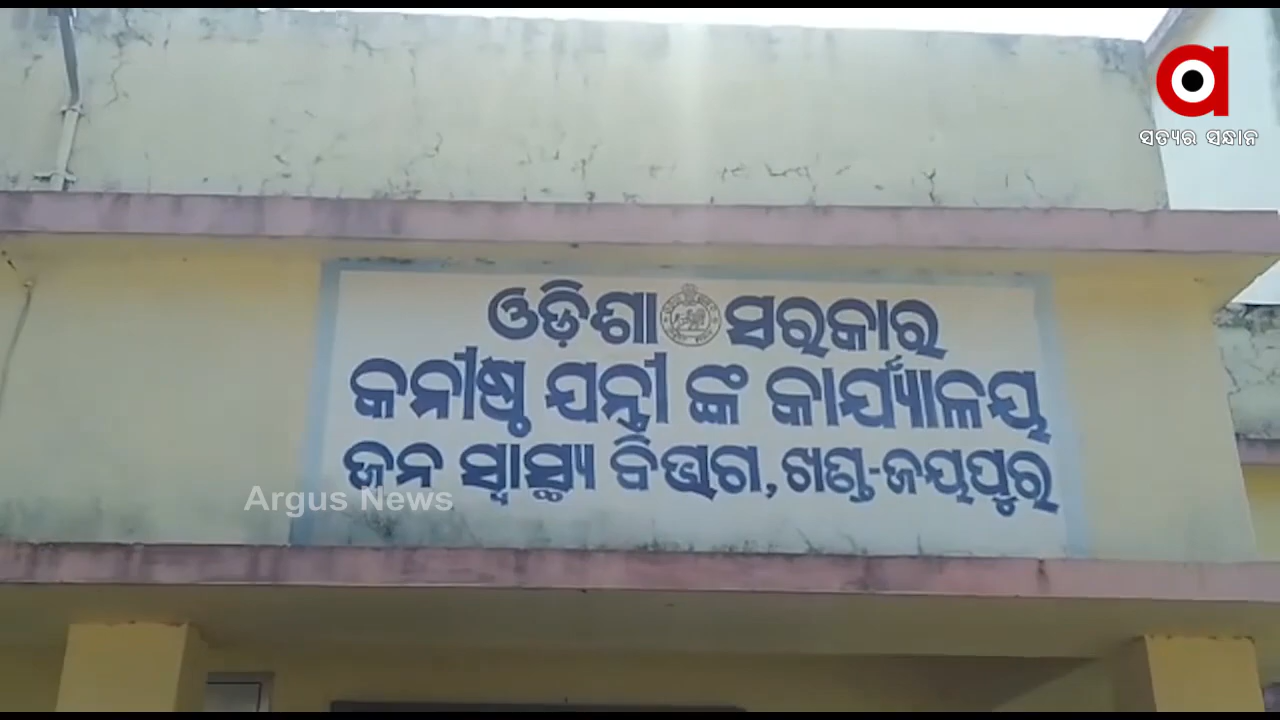 ସତ୍ୟର ସନ୍ଧାନ
ଓଡ଼ିଶା ସରକାର
କନୀଷ୍ଠ ଯନ୍ତ୍ରୀ ଙ୍କ କାର୍ଯ୍ୟାଳୟ
ଜନ ସ୍ୱାସ୍ଥ୍ୟ ବିଭାଗ, ଖଣ୍ଡ-ଜୟପୁର
Argus News